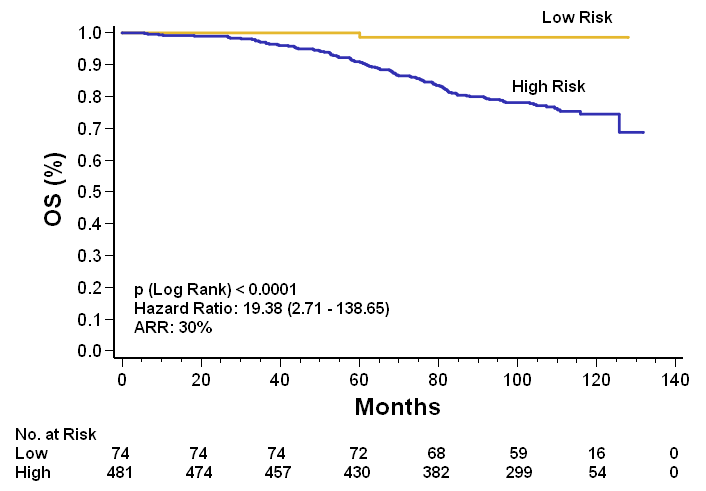 Low Risk
High Risk
OS (%)
1.0
0.9
0.8
0.7
0.6
0.5
0.4
0.3
0.2
0.1
0.0
p (Log Rank) < 0.0001
Hazard Ratio: 19.38 (2.71 - 138.65)
ARR: 30%
0 20 40 60 80 100 120 140
Months
No. at Risk
Low 74 74 74 72 68 59 16 0
High 481 474 457 430 382 299 54 0